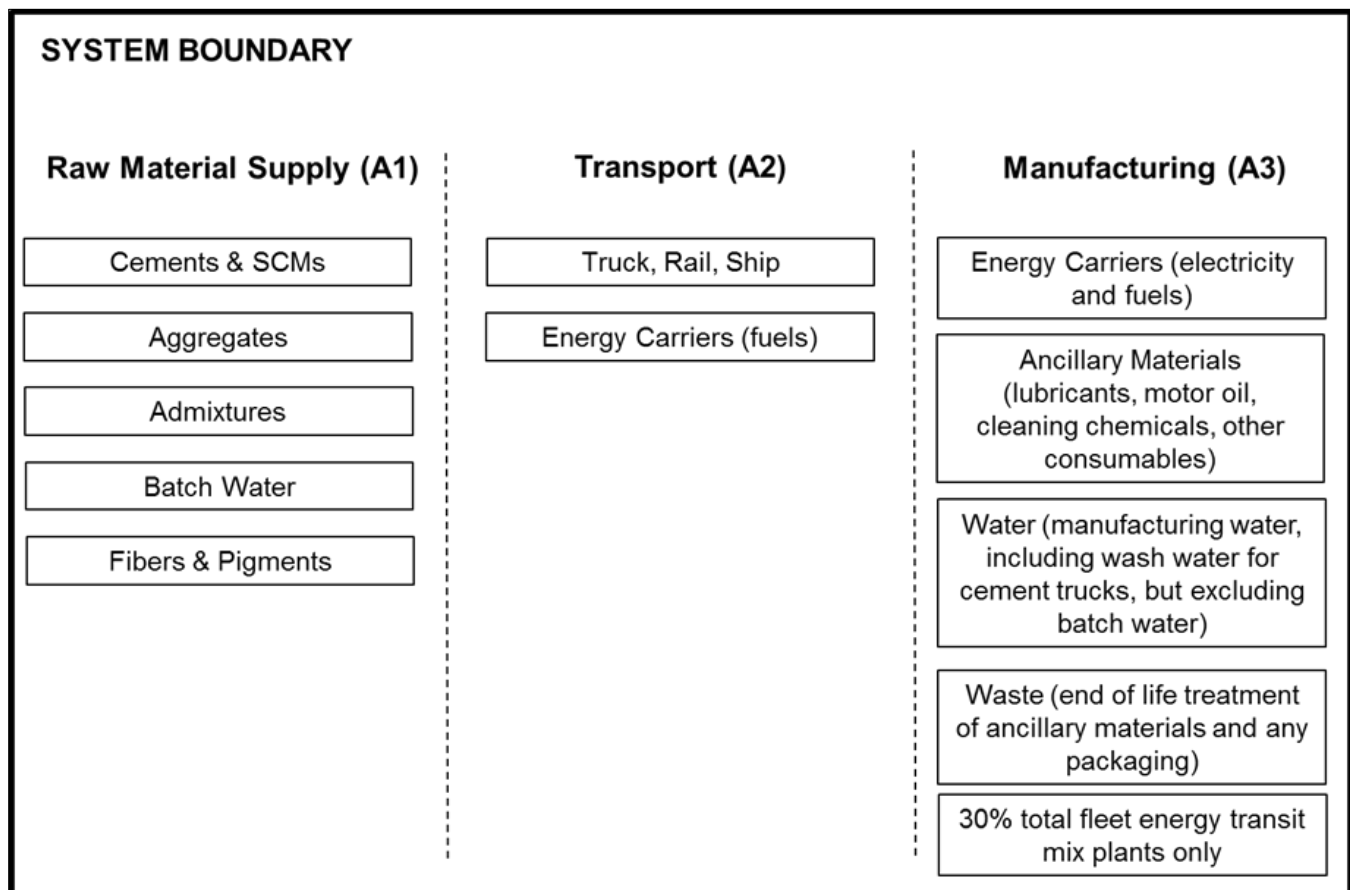 SYSTEM BOUNDARY
Raw Material Supply (A1)
Cements & SCMs
Aggregates
Admixtures
Batch Water
Fibers & Pigments
Transport (A2)
Truck, Rail, Ship
Energy Carriers (fuels)
Manufacturing (A3)
Energy Carriers (electricity
and fuels)
Ancillary Materials
(lubricants, motor oil,
cleaning chemicals, other
consumables)
Water (manufacturing water,
including wash water for
cement trucks, but excluding
batch water)
Waste (end of life treatment
of ancillary materials and any
packaging)
30% total fleet energy transit
mix plants only